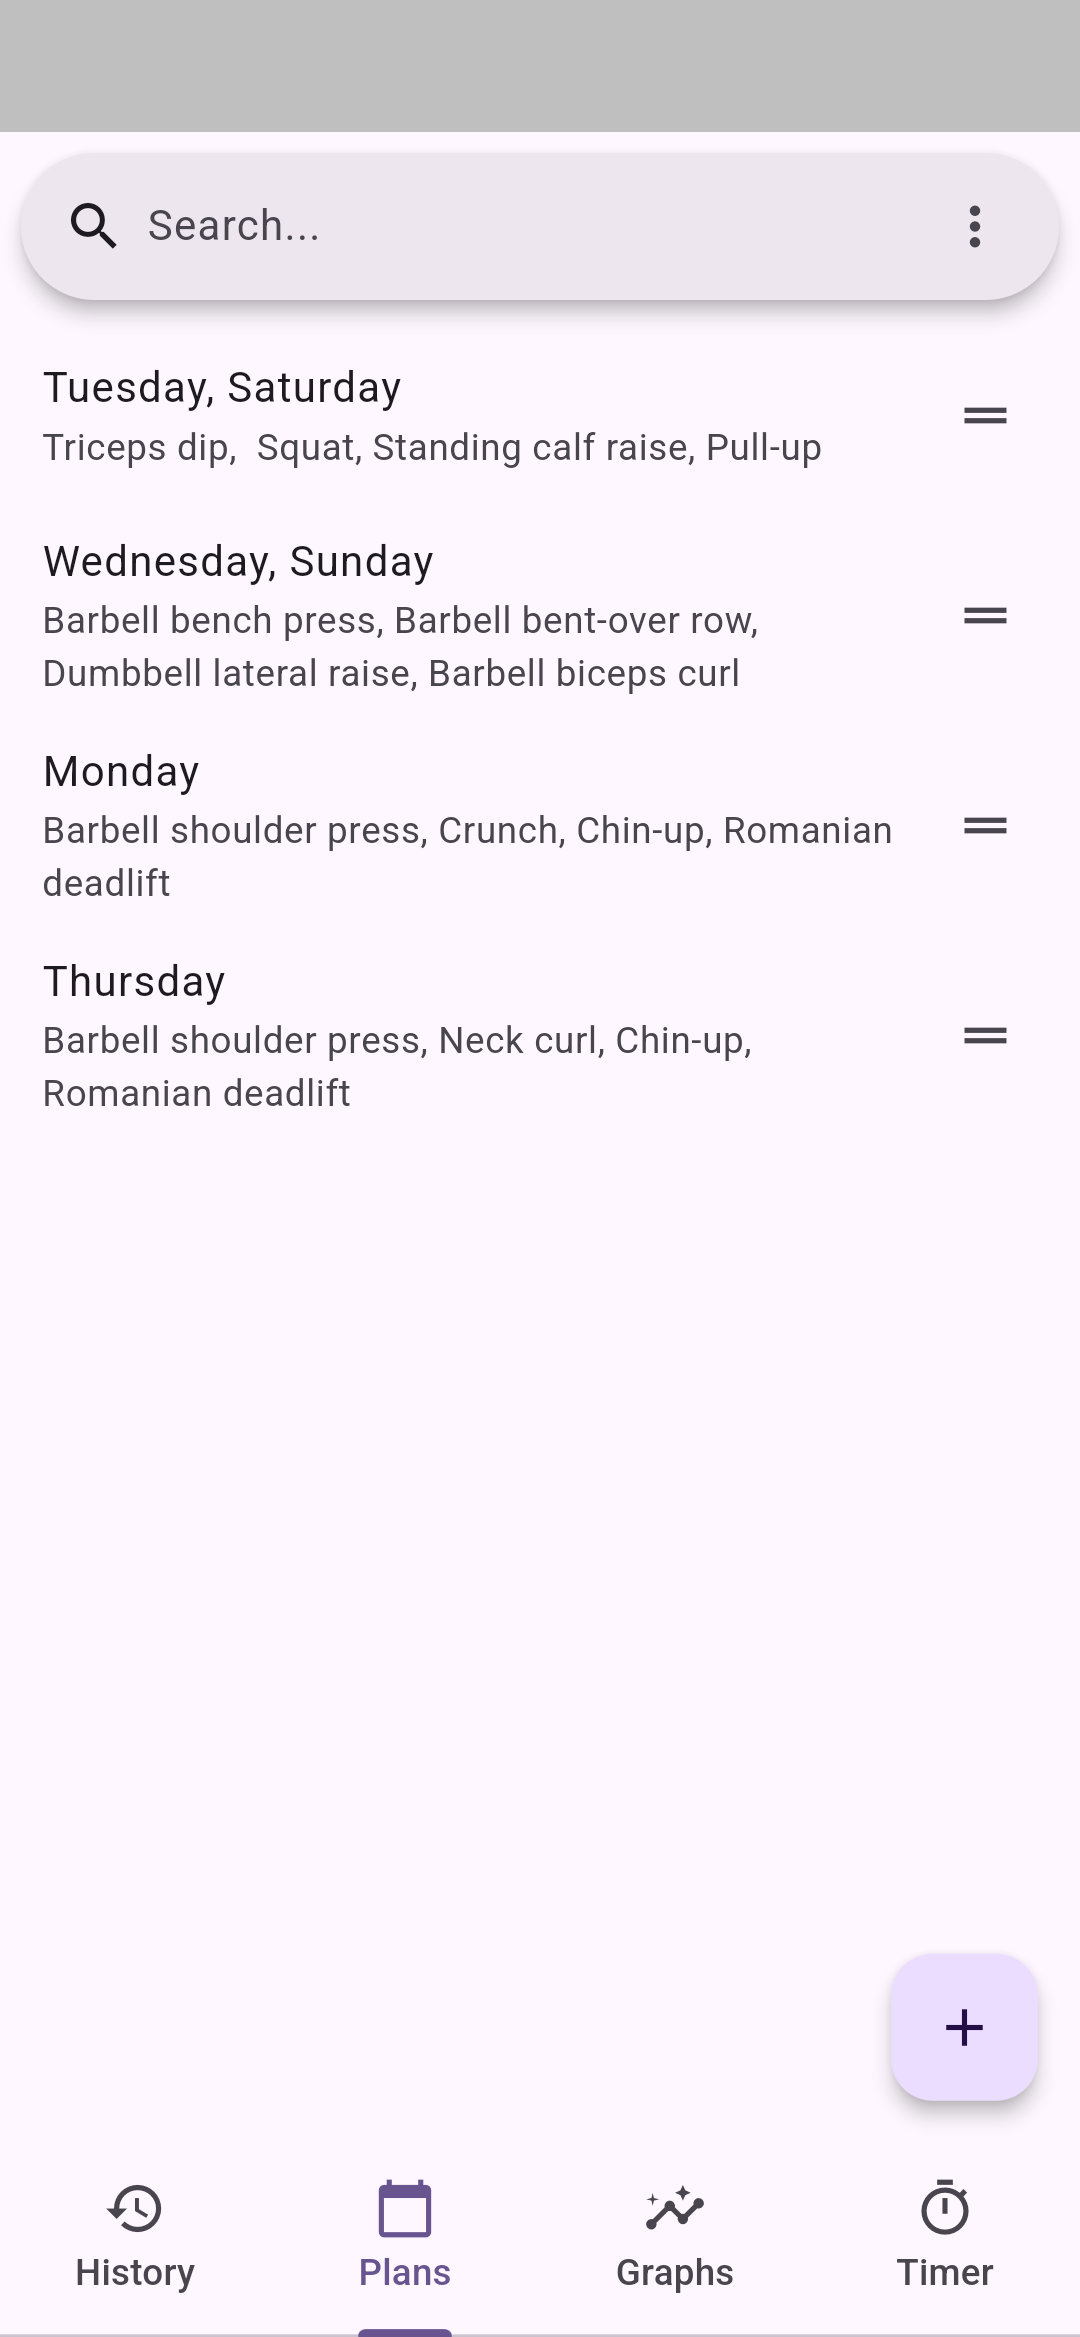 Search...
Tuesday, Saturday
Triceps dip,  Squat, Standing calf raise, Pull-up
Wednesday, Sunday
Barbell bench press, Barbell bent-over row,
Dumbbell lateral raise, Barbell biceps curl
Monday
Barbell shoulder press, Crunch, Chin-up, Romanian
deadlift
Thursday
Barbell shoulder press, Neck curl, Chin-up,
Romanian deadlift
History
Plans
Graphs
Timer